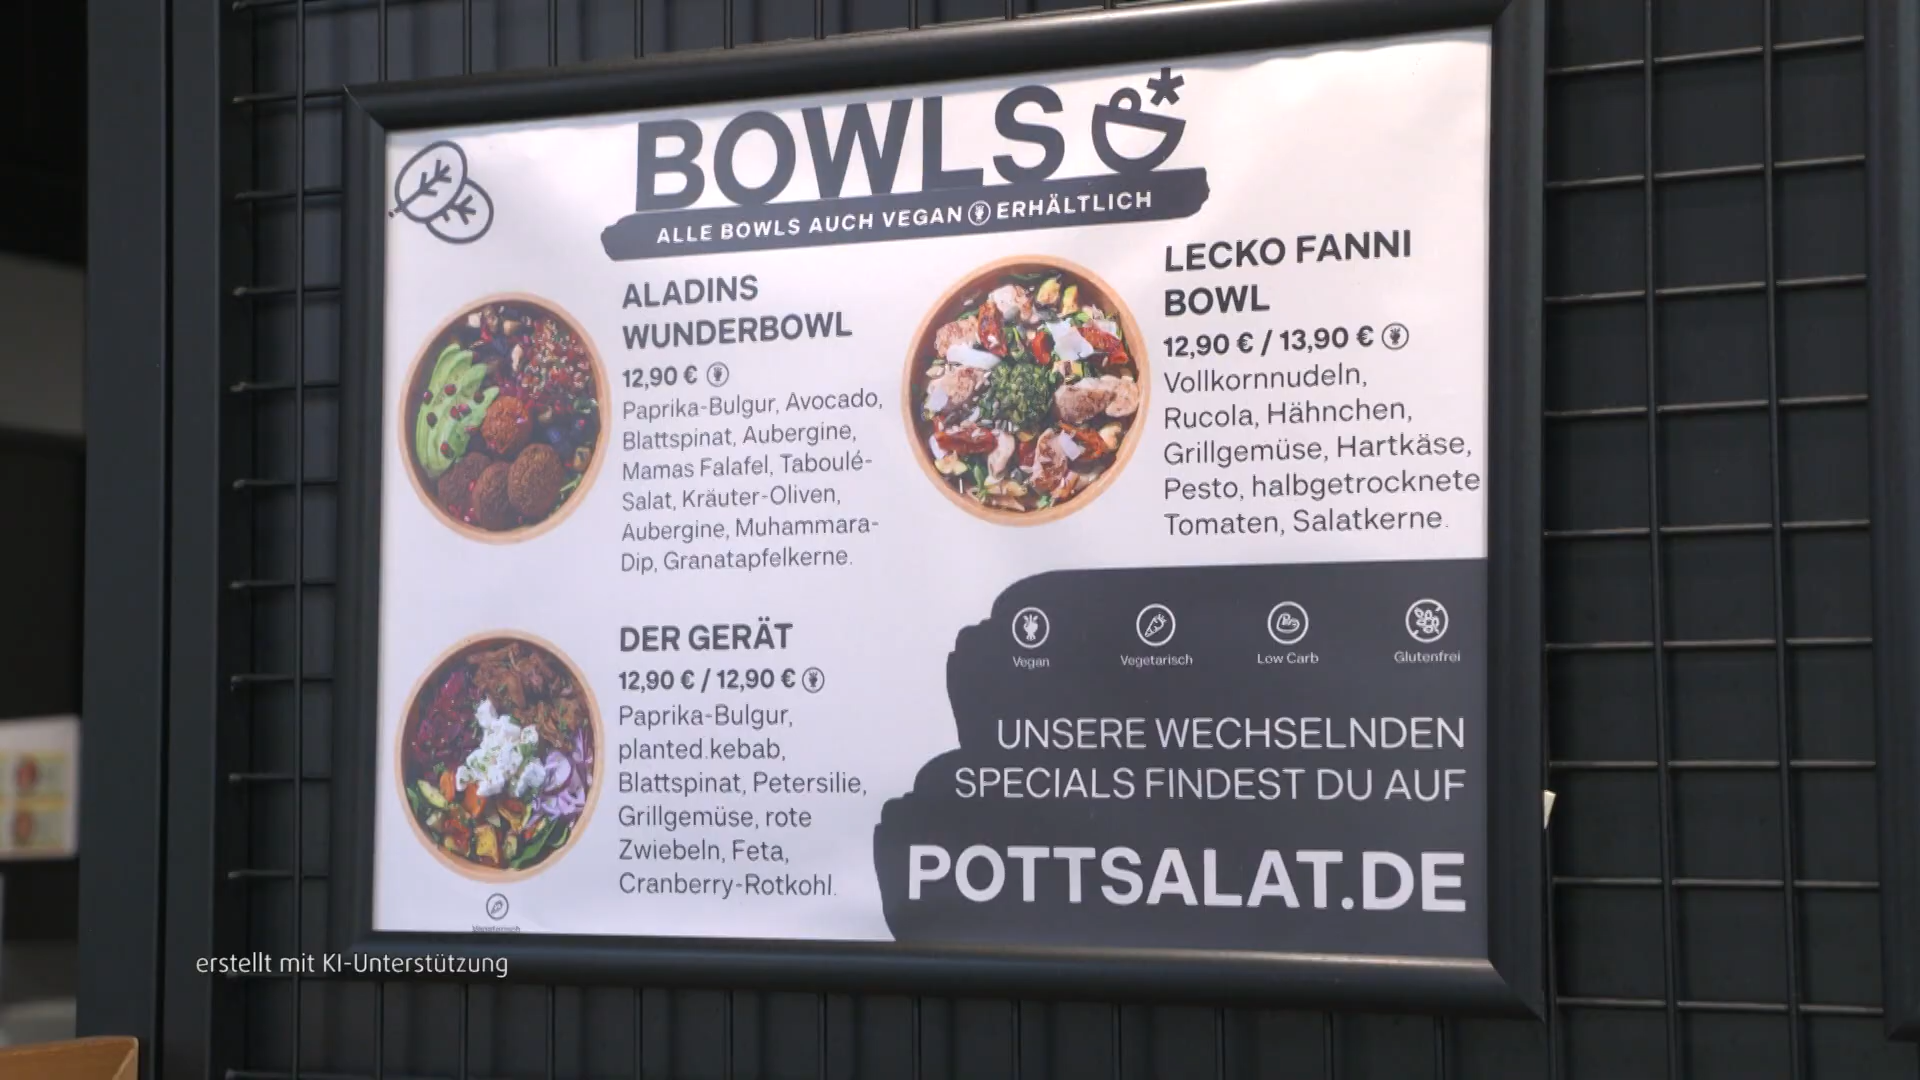 BOWLS
ALLE BOWLS AUCH VEGAN ERHÄLTLICH
ALADINS
WUNDERBOWL
12,90 €
Paprika-Bulgur, Avocado,
Blattspinat, Aubergine,
Mamas Falafel, Taboulé-
Salat, Kräuter-Oliven,
Aubergine, Muhammara-
Dip, Granatapfelkerne.
LECKO FANNI
BOWL
12,90 € / 13,90 €
Vollkornnudeln,
Rucola, Hähnchen,
Grillgemüse, Hartkäse,
Pesto, halbgetrocknete
Tomaten, Salatkerne.
DER GERÄT
12,90 € / 12,90 €
Paprika-Bulgur,
planted.kebab,
Blattspinat, Petersilie,
Grillgemüse, rote
Zwiebeln, Feta,
Cranberry-Rotkohl.
Vegetarisch
Vegan Vegetarisch Low Carb Glutenfrei
UNSERE WECHSELNDEN
SPECIALS FINDEST DU AUF
POTTSALAT.DE
erstellt mit KI-Unterstützung